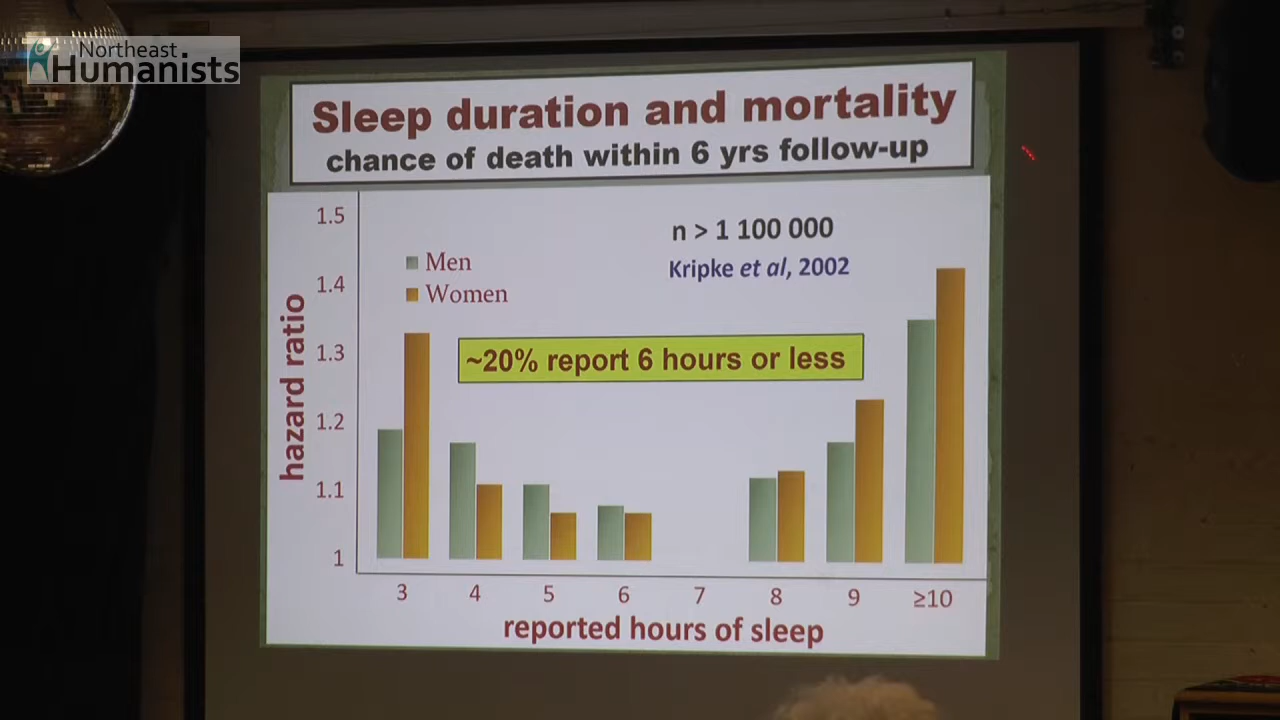 Northeast
Humanists
Sleep duration and mortality
chance of death within 6 yrs follow-up
1.5
1.4
1.3
1.2
1.1
1
hazard ratio
n > 1 100 000
Kripke et al, 2002
Men
Women
~20% report 6 hours or less
3 4 5 6 7 8 9 ≥10
reported hours of sleep